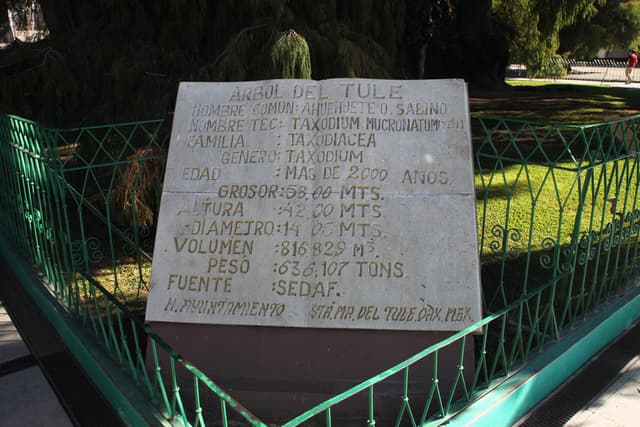 ÁRBOL DEL TULE
NOMBRE COMUN: AHUEHUETE O SABINO
NOMBRE TEC: TAXODIUM MUCRONATUM
FAMILIA : TAXODIACEA
GENERO: TAXODIUM
EDAD : MAS DE 2000 AÑOS
GROSOR: 58,00 MTS.
ALTURA : 42,00 MTS
DIAMETRO: 14,05 MTS.
VOLUMEN : 816.829 M3.
PESO : 636.107 TONS
FUENTE : SEDAF.
H. AYUNTAMIENTO STA. MA. DEL TULE, OAX. MEX.